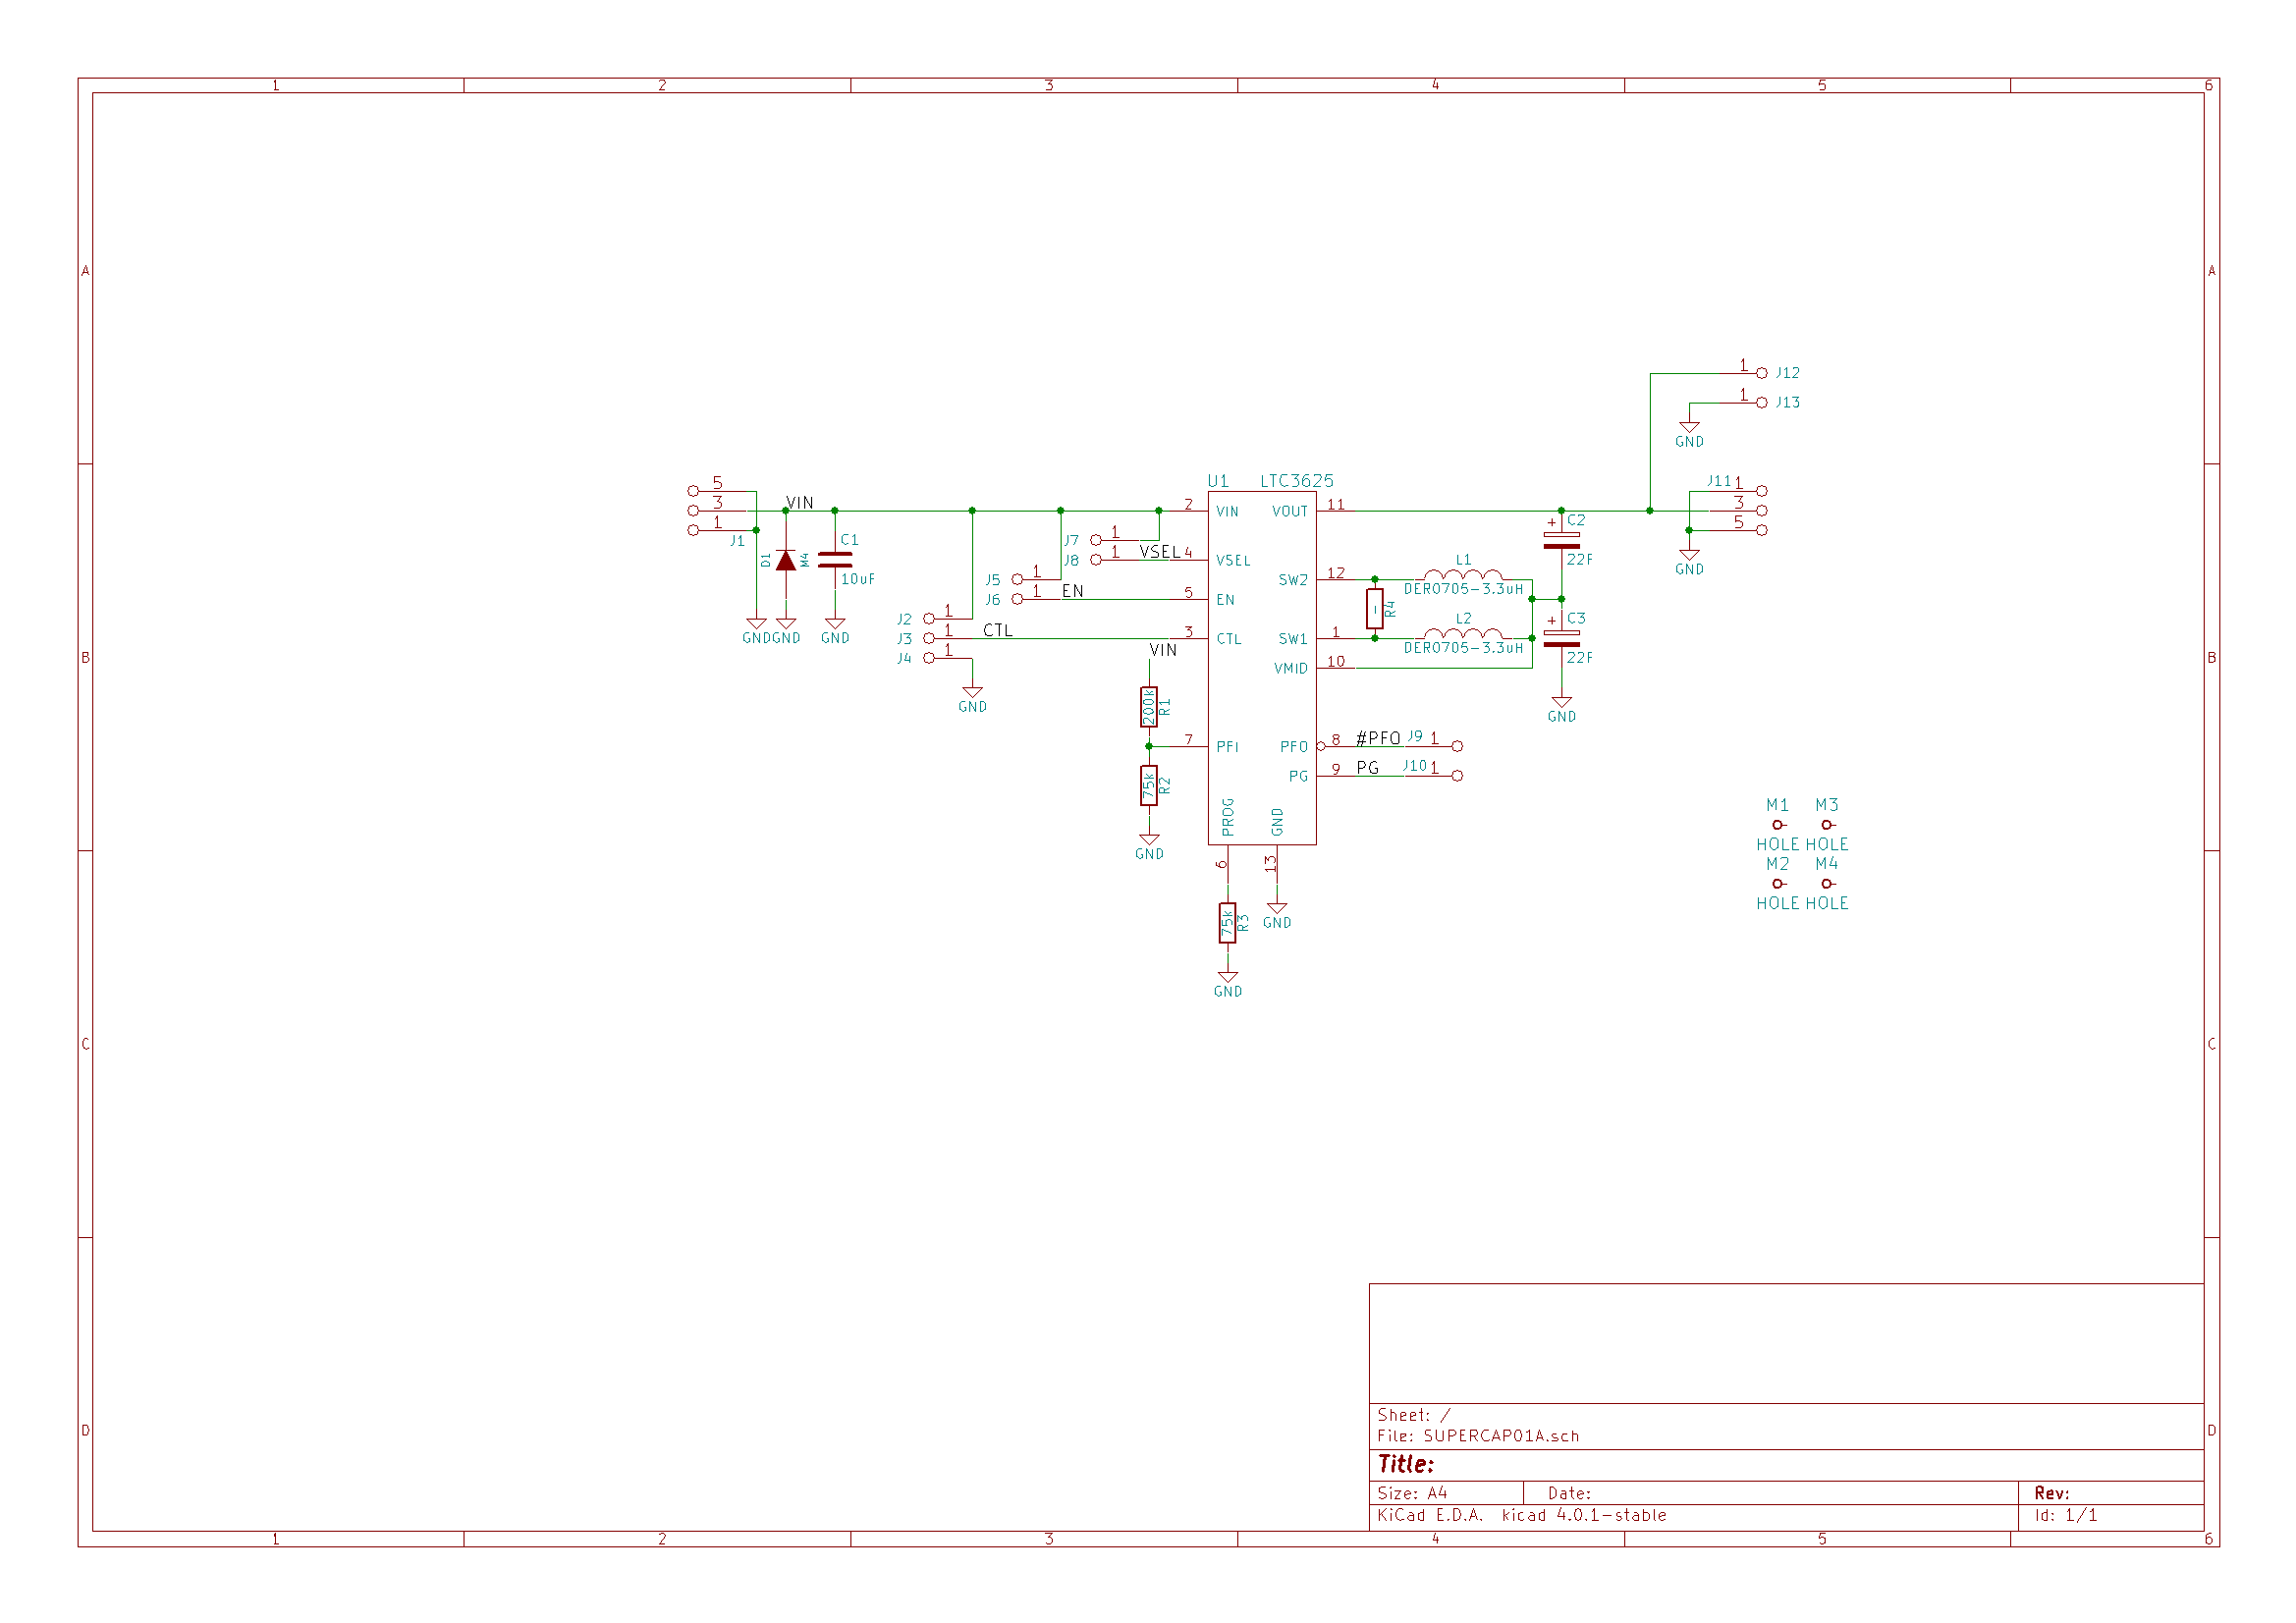 1 2 3 4 5 6
A A
1 J12
1 J13
GND
U1 LTC3625
5
3 VIN
1
J1
2 VIN VOUT 11
J11 1
3
5
GND
J7 1
J8 1 VSEL 4 VSEL
D1 M4
C1
10uF
+ C2
22F
J5 1
J6 1 EN 5 EN
SW2 12
L1
DER0705-3.3uH
R4
J2 1
J3 1 CTL 3 CTL
J4 1
SW1 1
L2
DER0705-3.3uH
+ C3
22F
GND GND GND
VIN
VMID 10
B B
GND
GND
200k R1
7 PFI
PFO 8 #PFO J9 1
PG 9 PG J10 1
75k R2
GND
PROG GND
6 13
M1 M3
HOLE HOLE
M2 M4
HOLE HOLE
75k R3
GND
GND
C C
Sheet: /
File: SUPERCAP01A.sch
D D
Title:
Size: A4 Date: Rev:
KiCad E.D.A. kicad 4.0.1-stable Id: 1/1
1 2 3 4 5 6